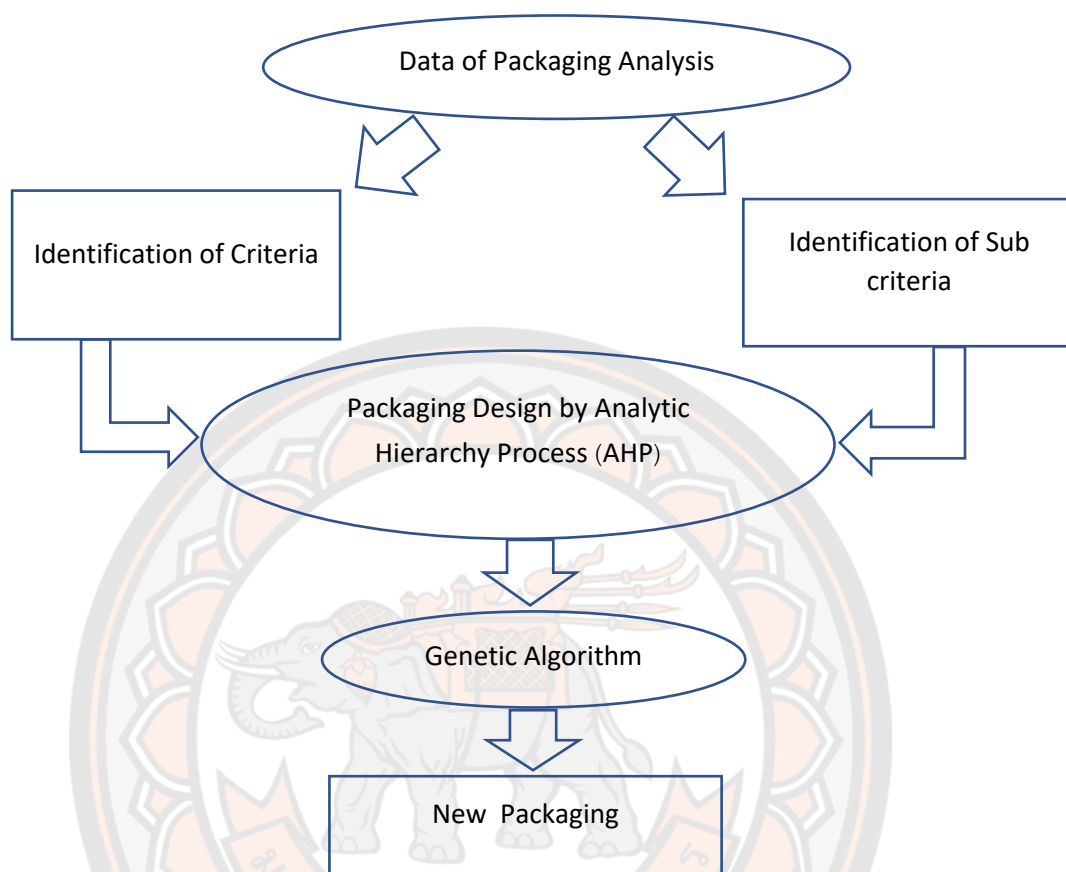 Data of Packaging Analysis
Identification of Criteria
Identification of Sub
criteria
Packaging Design by Analytic
Hierarchy Process (AHP)
Genetic Algorithm
New Packaging